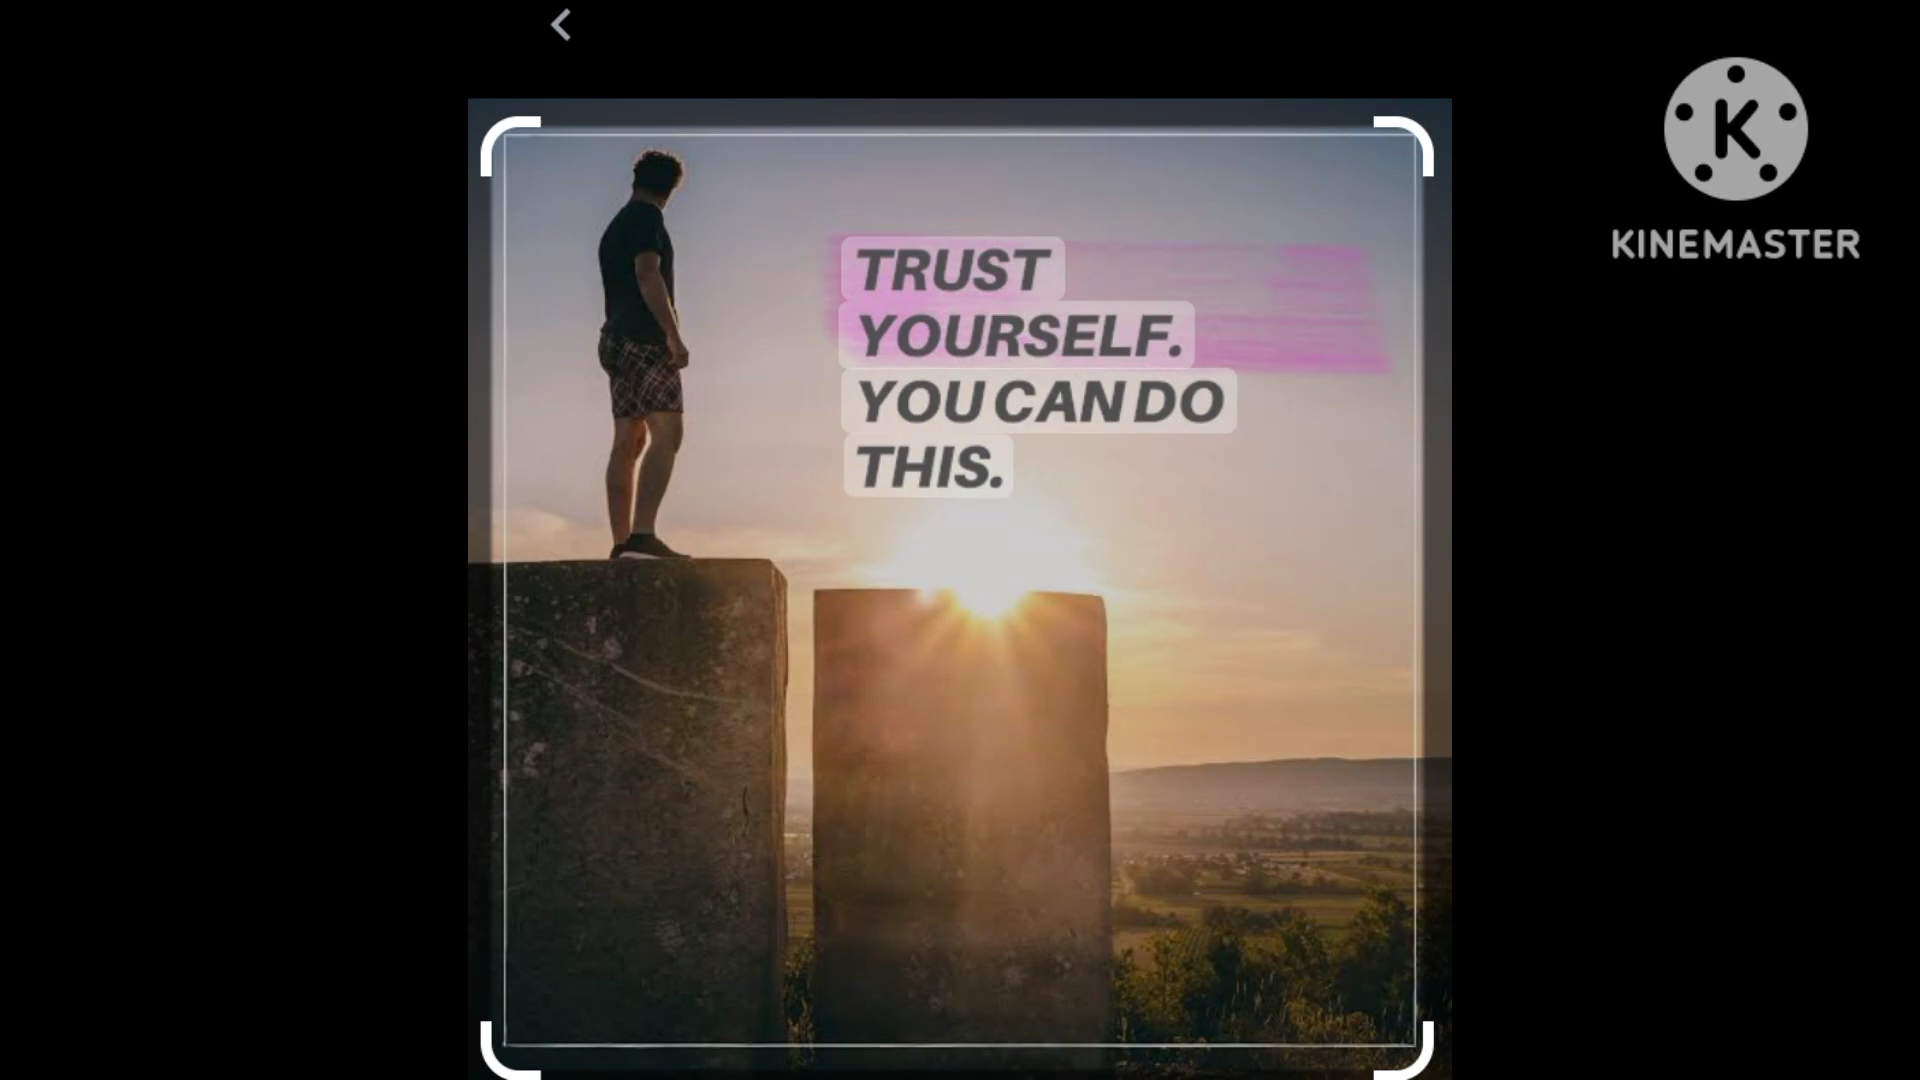 TRUST
YOURSELF.
YOU CAN DO
THIS.
K
KINEMASTER